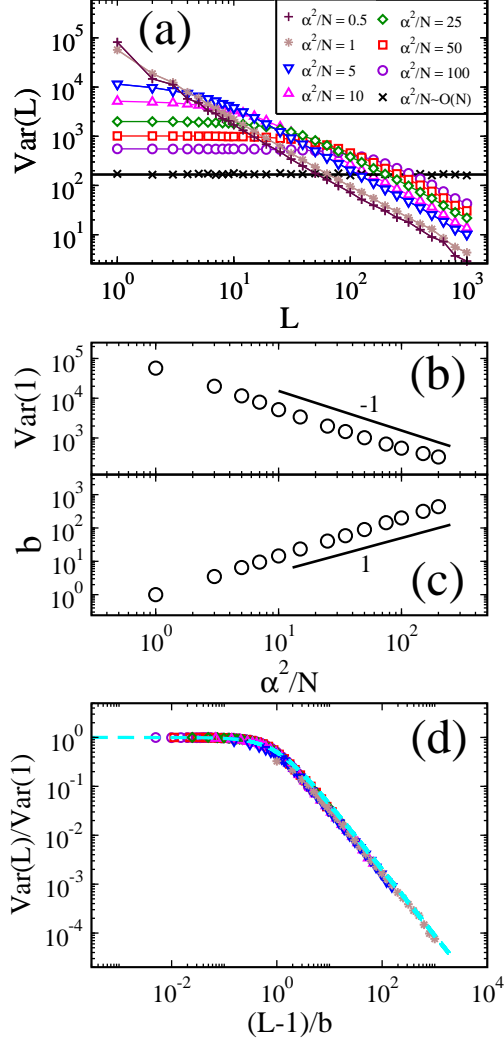 (a)
α²/N = 0.5
α²/N = 1
α²/N = 5
α²/N = 10
α²/N = 25
α²/N = 50
α²/N = 100
α²/N~O(N)
Var(L)
10⁵
10⁴
10³
10²
10¹
10⁰ 10¹ 10² 10³
L
(b)
Var(1)
10⁵
10⁴
10³
-1
(c)
b
10³
10²
10¹
10⁰
1
10⁰ 10¹ 10²
α²/N
(d)
Var(L)/Var(1)
10⁰
10⁻¹
10⁻²
10⁻³
10⁻⁴
10⁻² 10⁰ 10² 10⁴
(L-1)/b